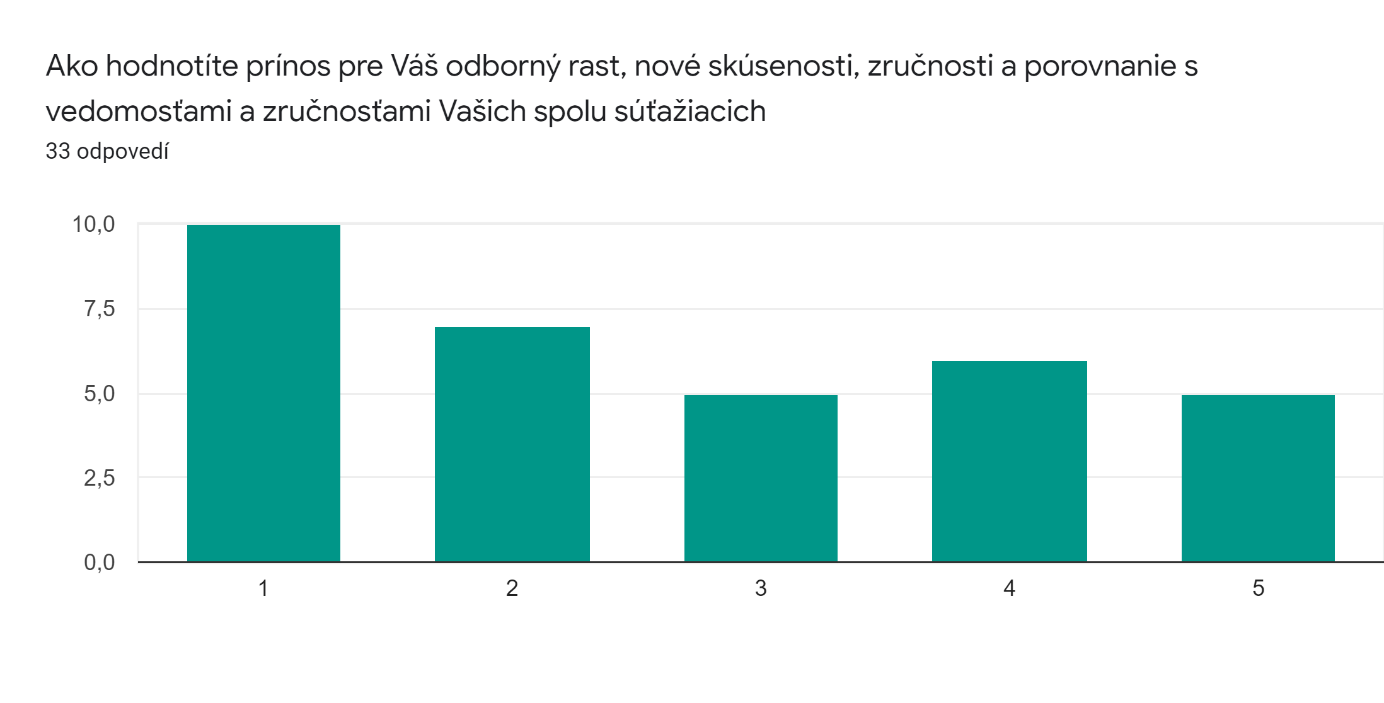 Ako hodnotíte prínos pre Váš odborný rast, nové skúsenosti, zručnosti a porovnanie s
vedomosťami a zručnosťami Vašich spolu súťažiacich
33 odpovedí
10,0
7,5
5,0
2,5
0,0
1 2 3 4 5